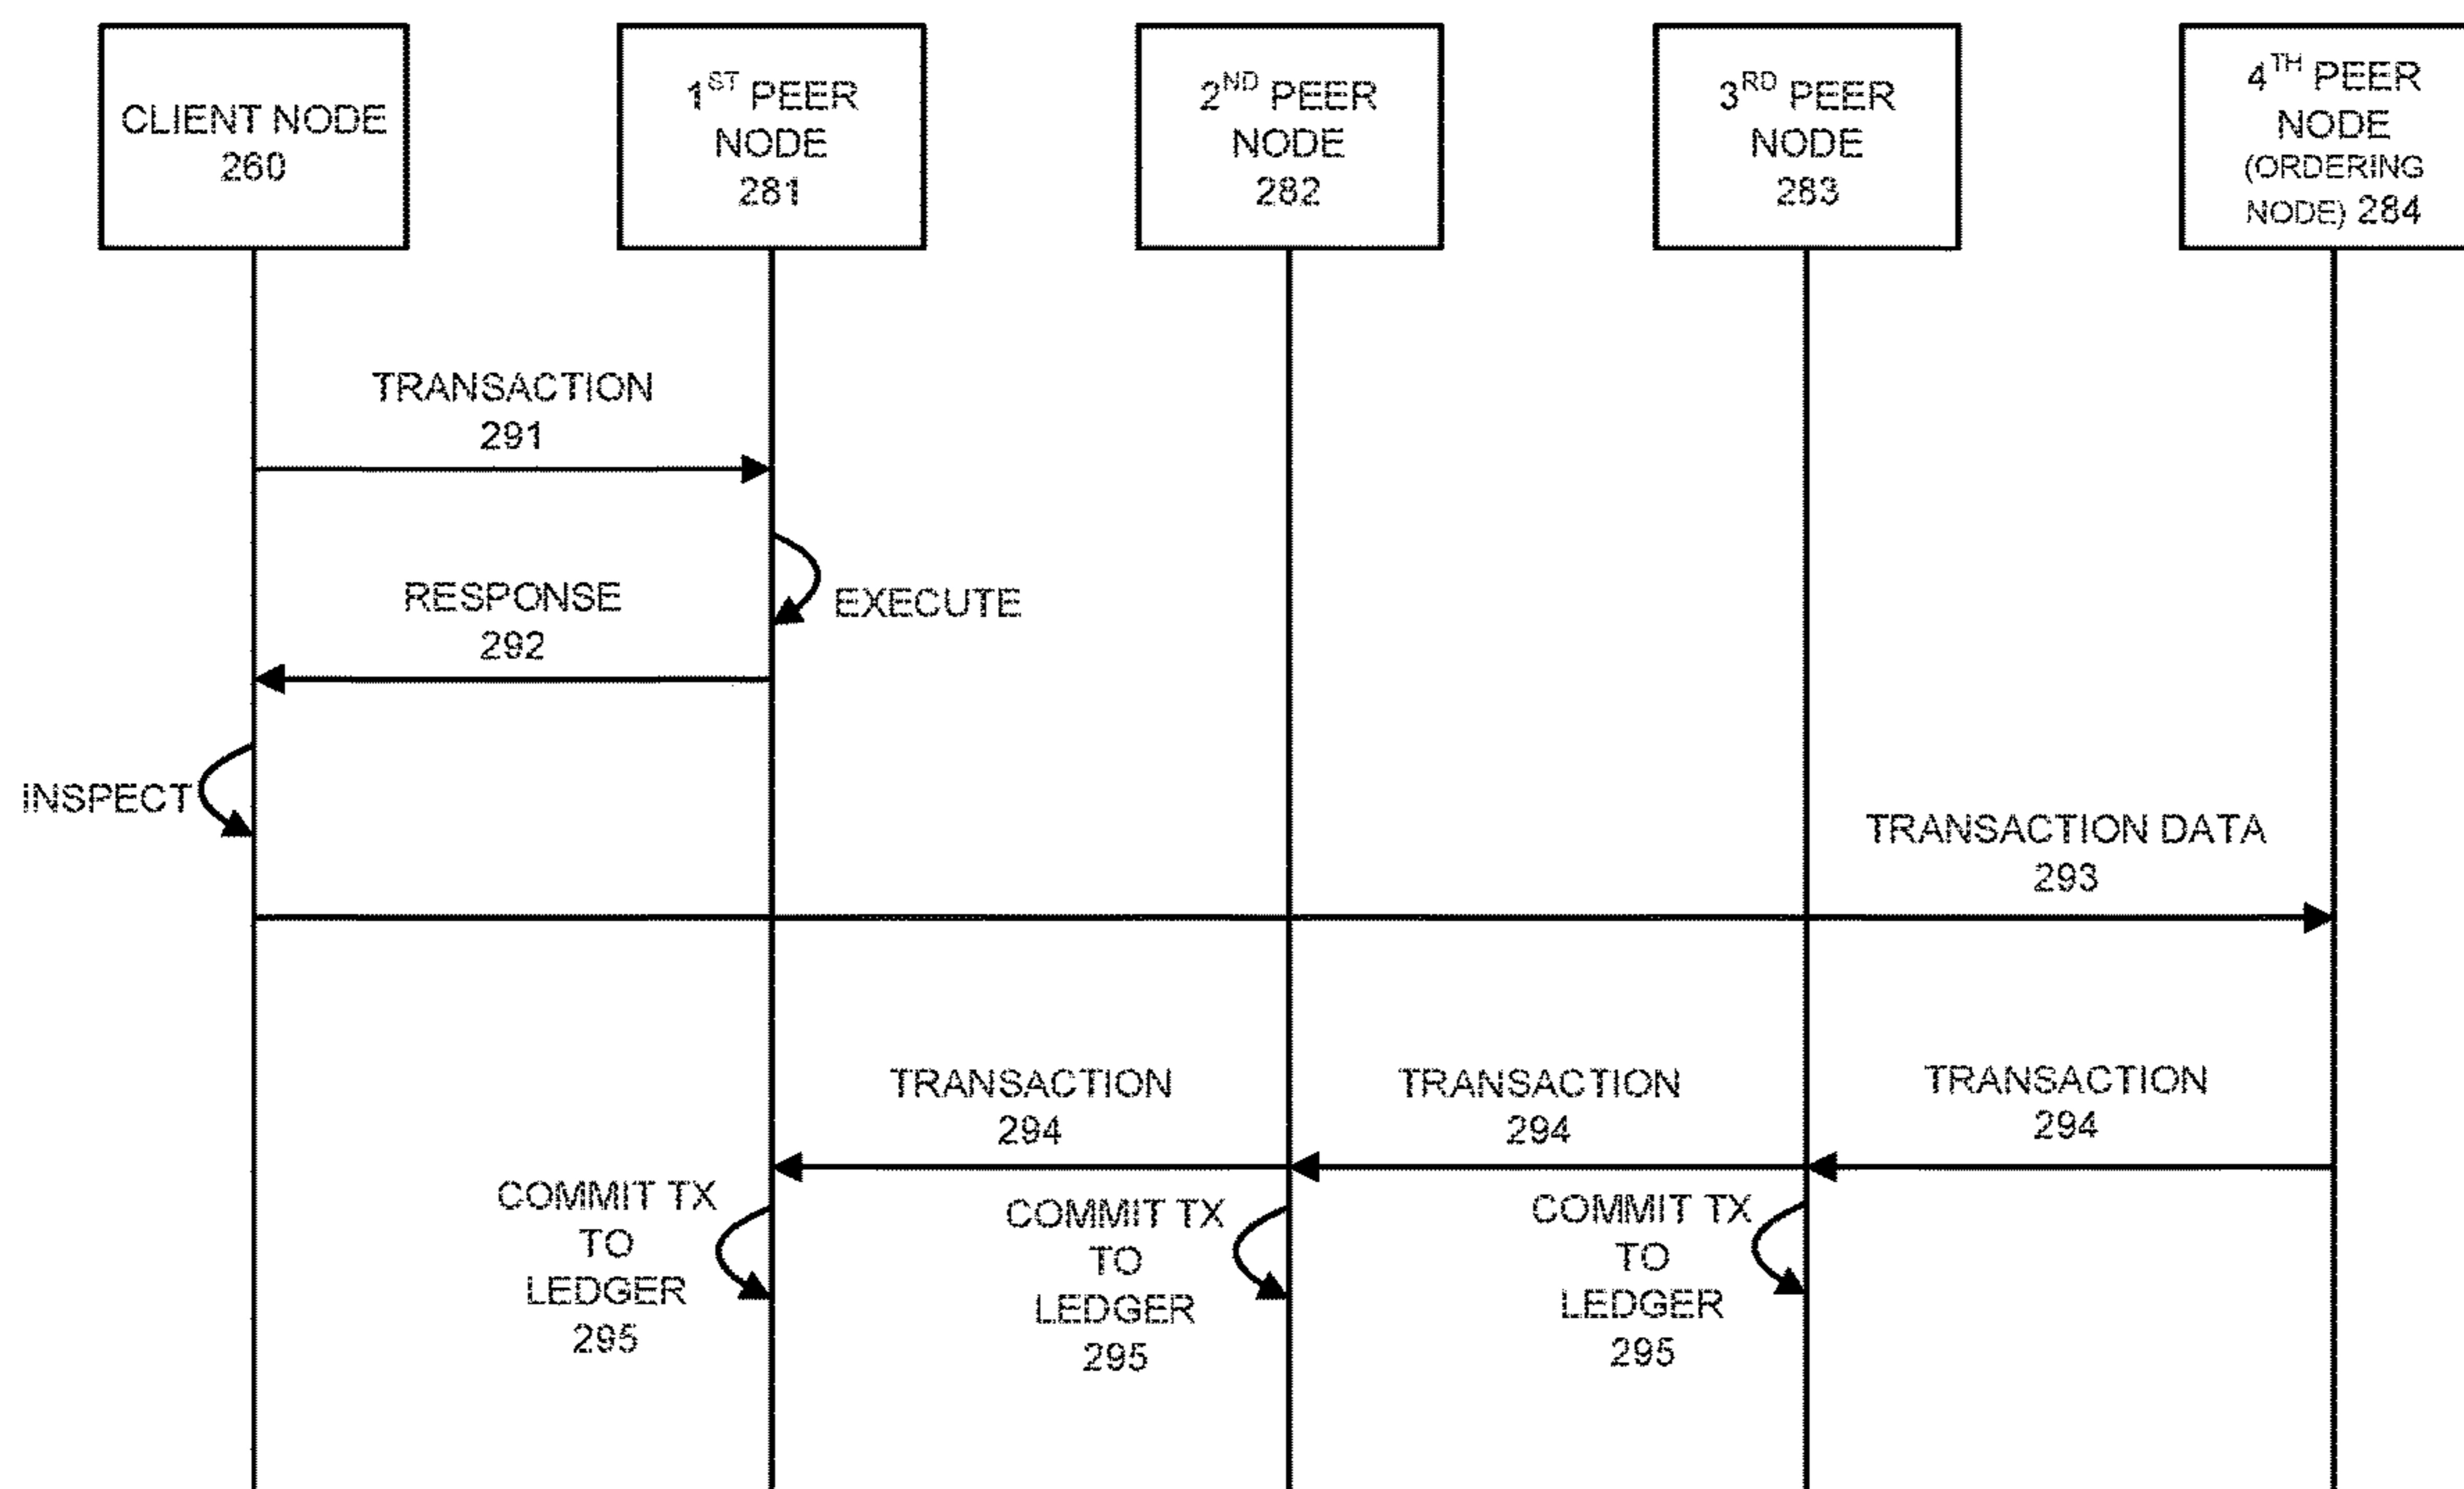 CLIENT NODE
260
1ST PEER
NODE
281
2ND PEER
NODE
282
3RD PEER
NODE
283
4TH PEER
NODE
(ORDERING
NODE) 284
TRANSACTION
291
EXECUTE
RESPONSE
292
INSPECT
TRANSACTION DATA
293
TRANSACTION
294
TRANSACTION
294
TRANSACTION
294
COMMIT TX
TO
LEDGER
295
COMMIT TX
TO
LEDGER
295
COMMIT TX
TO
LEDGER
295